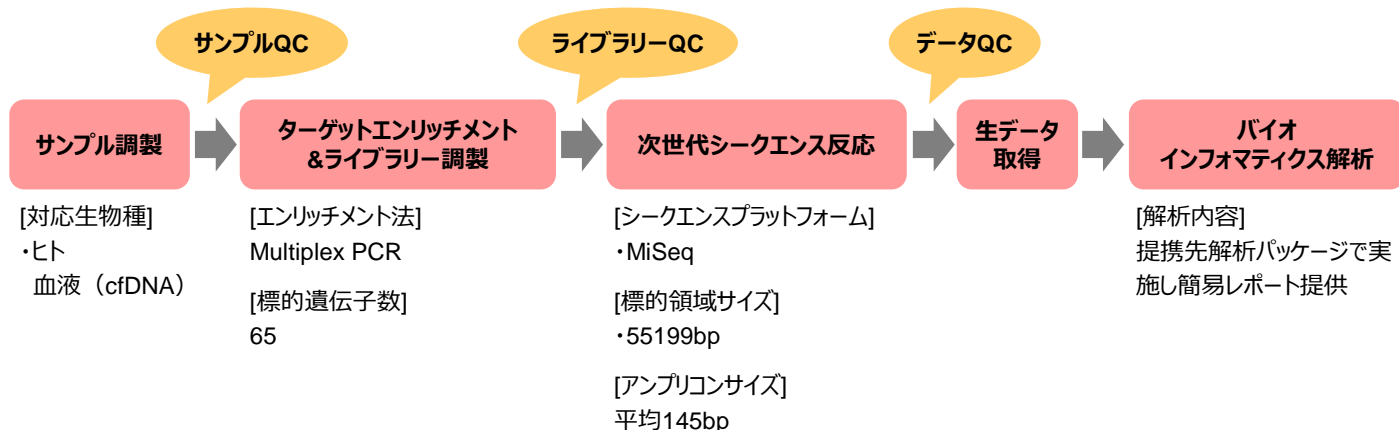 サンプルQC
ライブラリーQC
データQC
サンプル調製
ターゲットエンリッチメント
&ライブラリー調製
次世代シークエンス反応
生データ
取得
バイオ
インフォマティクス解析
[対応生物種]
・ヒト
血液（cfDNA）
[エンリッチメント法]
Multiplex PCR
[標的遺伝子数]
65
[シークエンスプラットフォーム]
・MiSeq
[標的領域サイズ]
・55199bp
[アンプリコンサイズ]
平均145bp
[解析内容]
提携先解析パッケージで実
施し簡易レポート提供